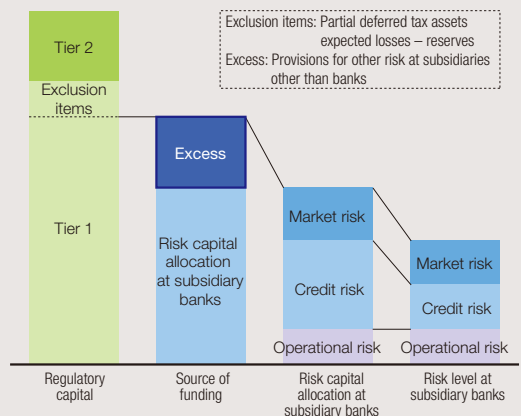 Exclusion items: Partial deferred tax assets
expected losses – reserves
Excess: Provisions for other risk at subsidiaries
other than banks
Tier 2
Exclusion
items
Tier 1
Excess
Risk capital
allocation
at subsidiary
banks
Market risk
Credit risk
Operational risk
Market risk
Credit risk
Operational risk
Regulatory
capital
Source of
funding
Risk capital
allocation at
subsidiary banks
Risk level at
subsidiary banks